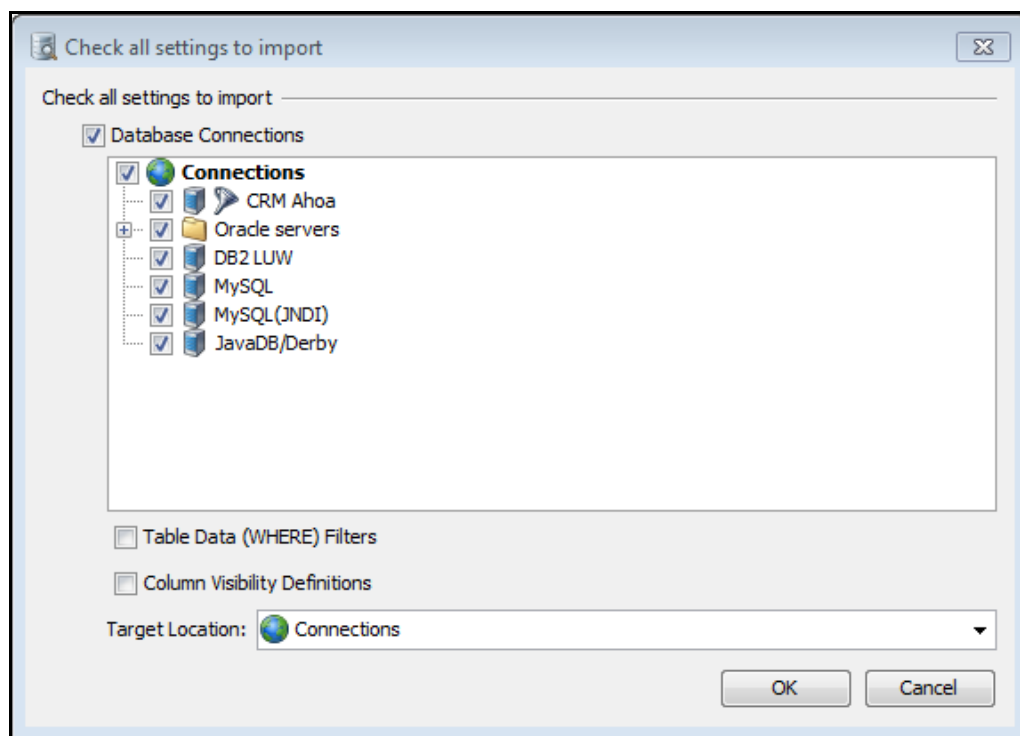 Check all settings to import
Check all settings to import
Database Connections
Connections
CRM Ahoa
Oracle servers
DB2 LUW
MySQL
MySQL(JNDI)
JavaDB/Derby
Table Data (WHERE) Filters
Column Visibility Definitions
Target Location: Connections
OK Cancel